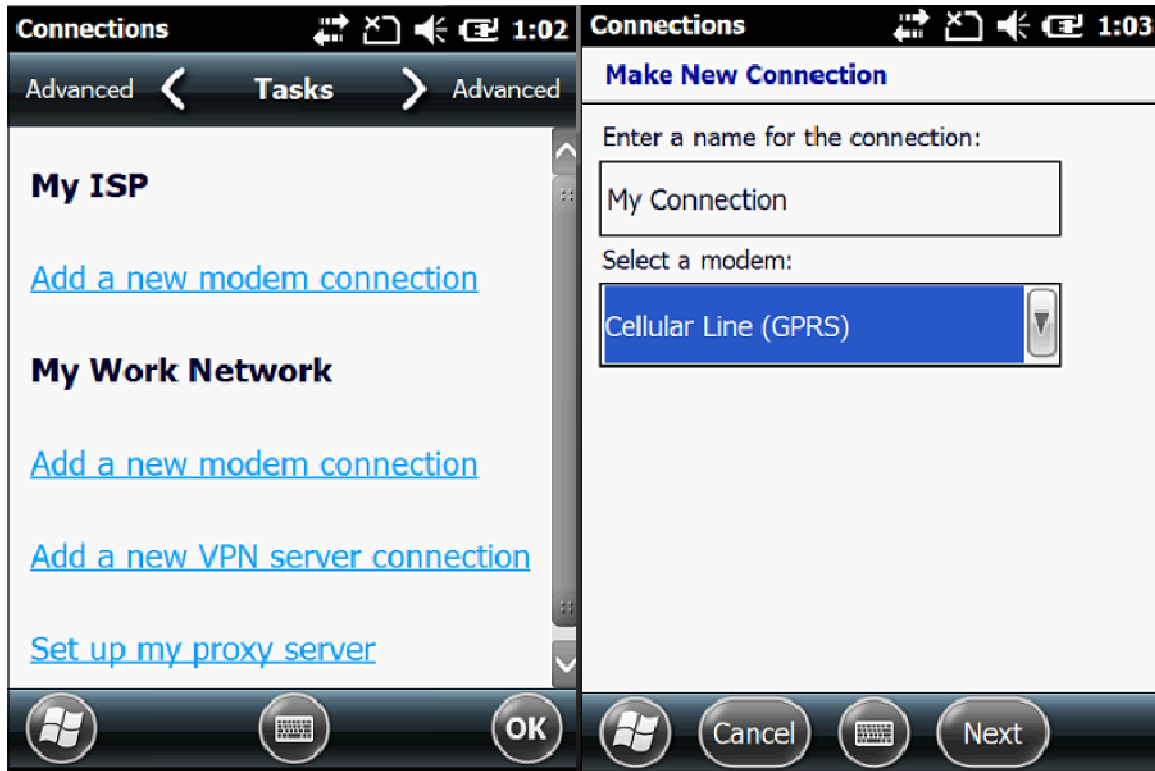 Connections 1:02
Advanced Tasks Advanced
My ISP
Add a new modem connection
My Work Network
Add a new modem connection
Add a new VPN server connection
Set up my proxy server
OK
Connections 1:03
Make New Connection
Enter a name for the connection:
My Connection
Select a modem:
Cellular Line (GPRS)
Cancel Next